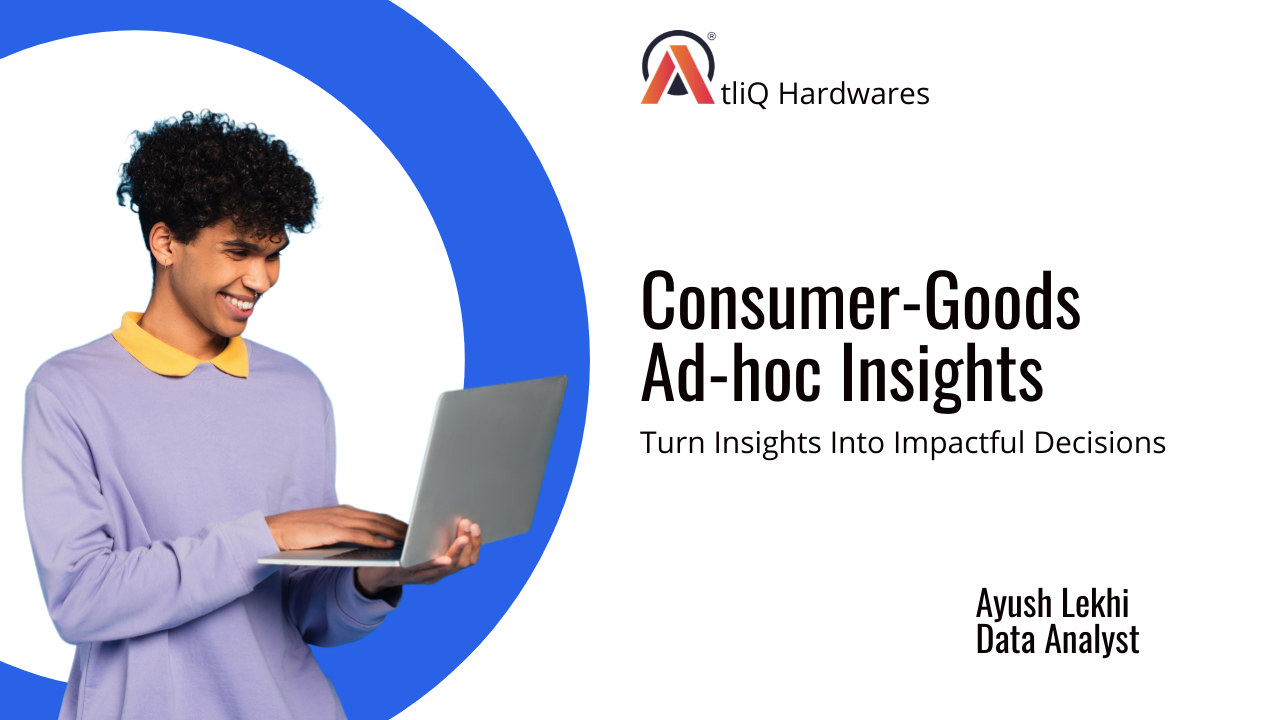 AtliQ Hardwares
Consumer-Goods
Ad-hoc Insights
Turn Insights Into Impactful Decisions
Ayush Lekhi
Data Analyst